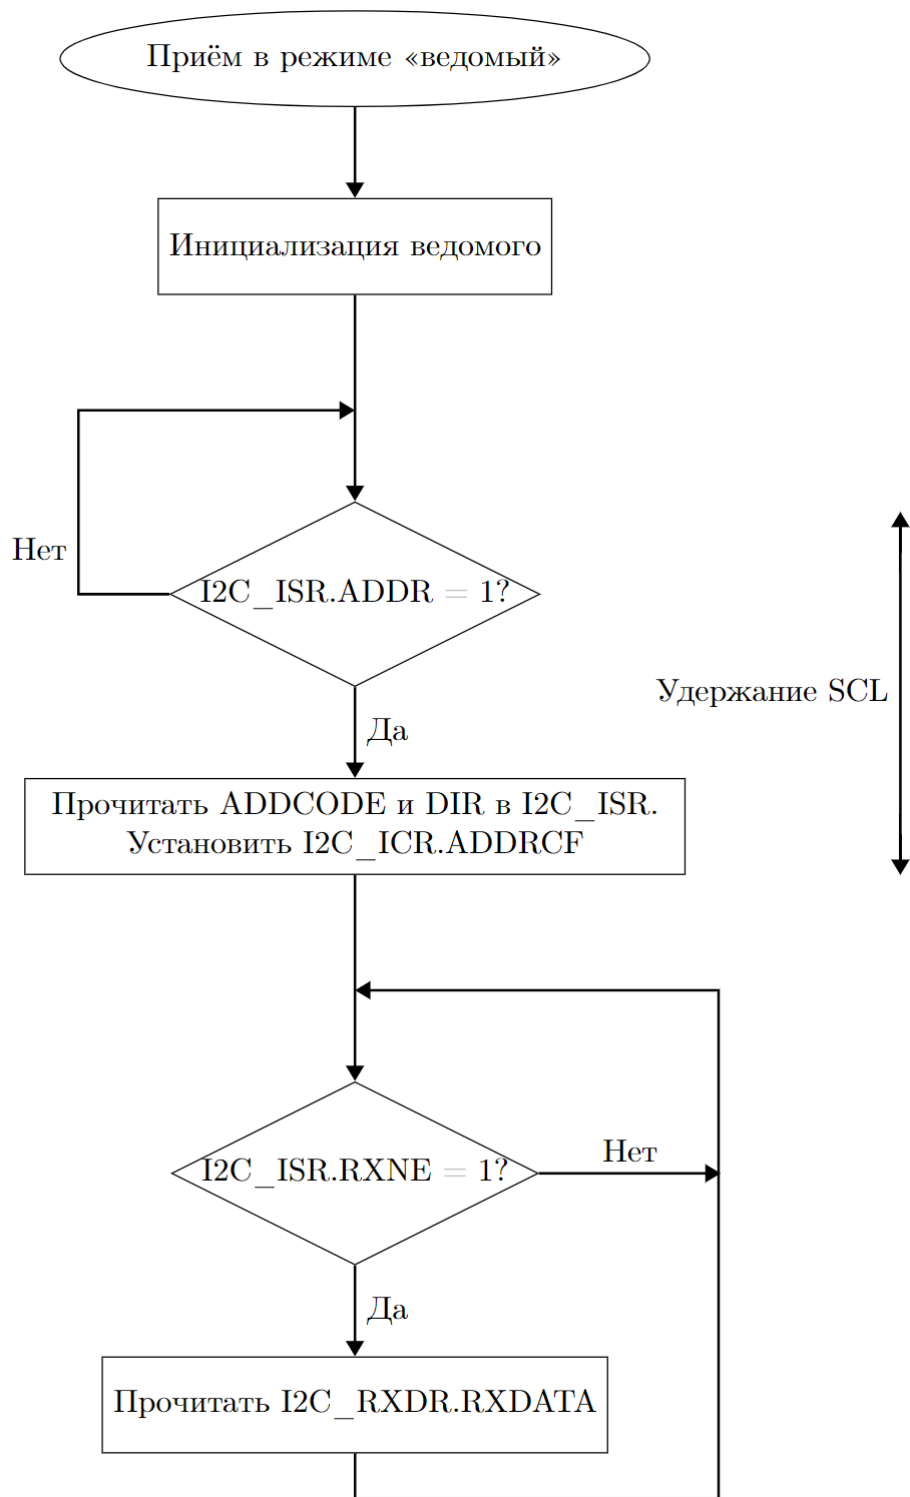 Приём в режиме «ведомый»
Инициализация ведомого
Нет
I2C_ISR.ADDR = 1?
Удержание SCL
Да
Прочитать ADDCODE и DIR в I2C_ISR.
Установить I2C_ICR.ADDRCF
Нет
I2C_ISR.RXNE = 1?
Да
Прочитать I2C_RXDR.RXDATA